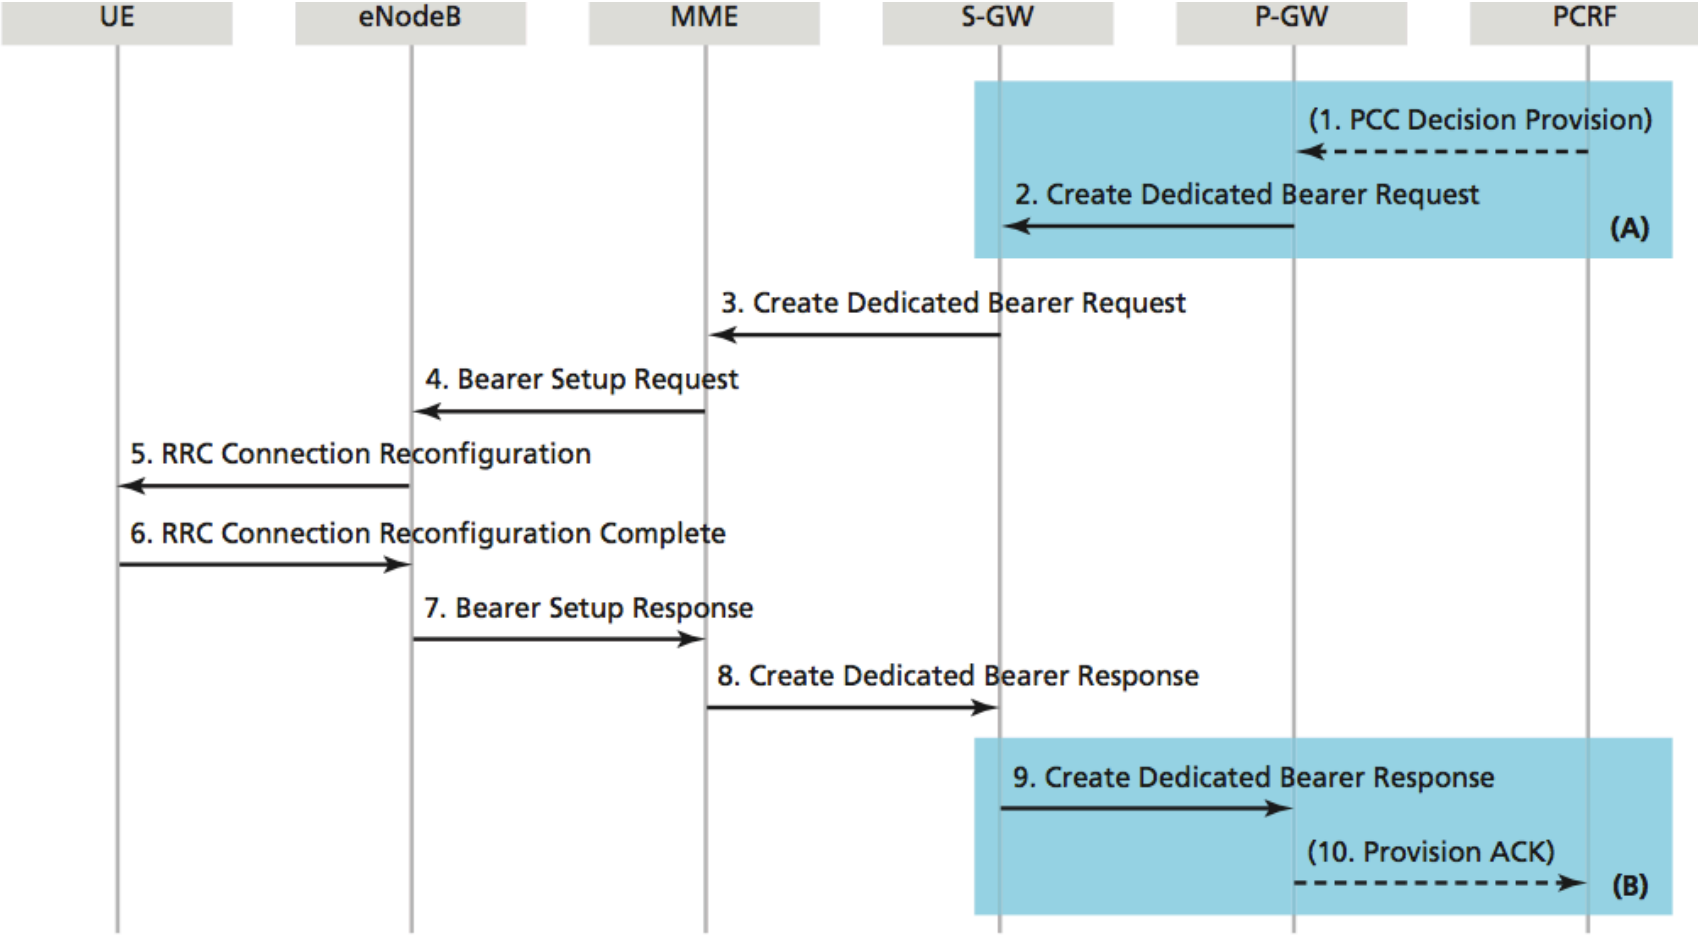 UE eNodeB MME S-GW P-GW PCRF
(1. PCC Decision Provision)
2. Create Dedicated Bearer Request
(A)
3. Create Dedicated Bearer Request
4. Bearer Setup Request
5. RRC Connection Reconfiguration
6. RRC Connection Reconfiguration Complete
7. Bearer Setup Response
8. Create Dedicated Bearer Response
9. Create Dedicated Bearer Response
(10. Provision ACK)
(B)